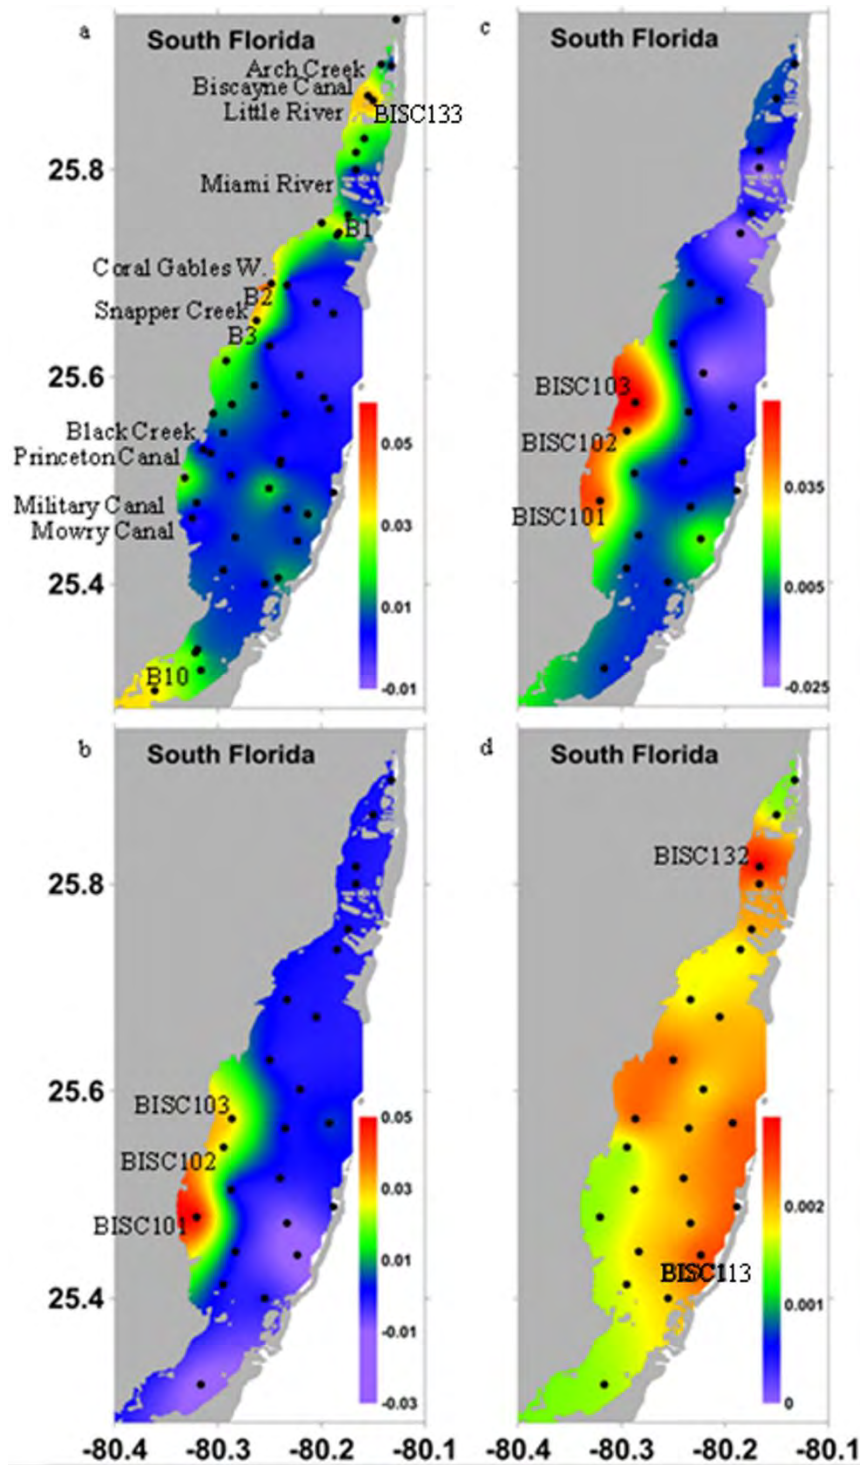 a
South Florida
Arch Creek
Biscayne Canal
Little River
BISC133
25.8
Miami River
B1
Coral Gables W.
B2
Snapper Creek
B3
25.6
Black Creek
Princeton Canal
Military Canal
Mowry Canal
25.4
B10
0.05
0.03
0.01
-0.01
c
South Florida
BISC103
BISC102
BISC101
0.035
0.005
-0.025
b
South Florida
25.8
25.6
BISC103
BISC102
BISC101
25.4
0.05
0.03
0.01
-0.01
-0.03
-80.4 -80.3 -80.2 -80.1
d
South Florida
BISC132
0.002
0.001
0
-80.4 -80.3 -80.2 -80.1